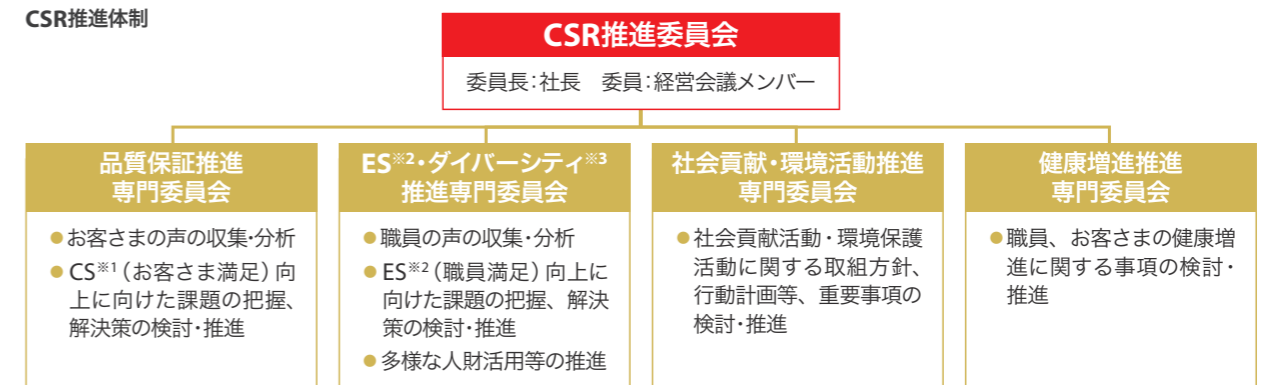 CSR推進体制
CSR推進委員会
委員長：社長　委員：経営会議メンバー
品質保証推進
専門委員会
●お客さまの声の収集・分析
●CS※1（お客さま満足）向
上に向けた課題の把握、
解決策の検討・推進
ES※2・ダイバーシティ※3
推進専門委員会
●職員の声の収集・分析
●ES※2（職員満足）向上に
向けた課題の把握、解決
策の検討・推進
●多様な人財活用等の推進
社会貢献・環境活動推進
専門委員会
●社会貢献活動・環境保護
活動に関する取組方針、
行動計画等、重要事項の
検討・推進
健康増進推進
専門委員会
●職員、お客さまの健康増
進に関する事項の検討・
推進